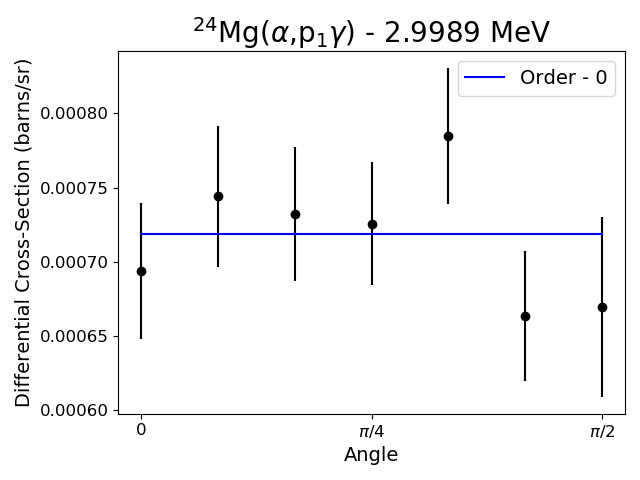 ²⁴Mg(α,p₁γ) - 2.9989 MeV
Order - 0
Differential Cross-Section (barns/sr)
0.00080
0.00075
0.00070
0.00065
0.00060
0
π/4
π/2
Angle